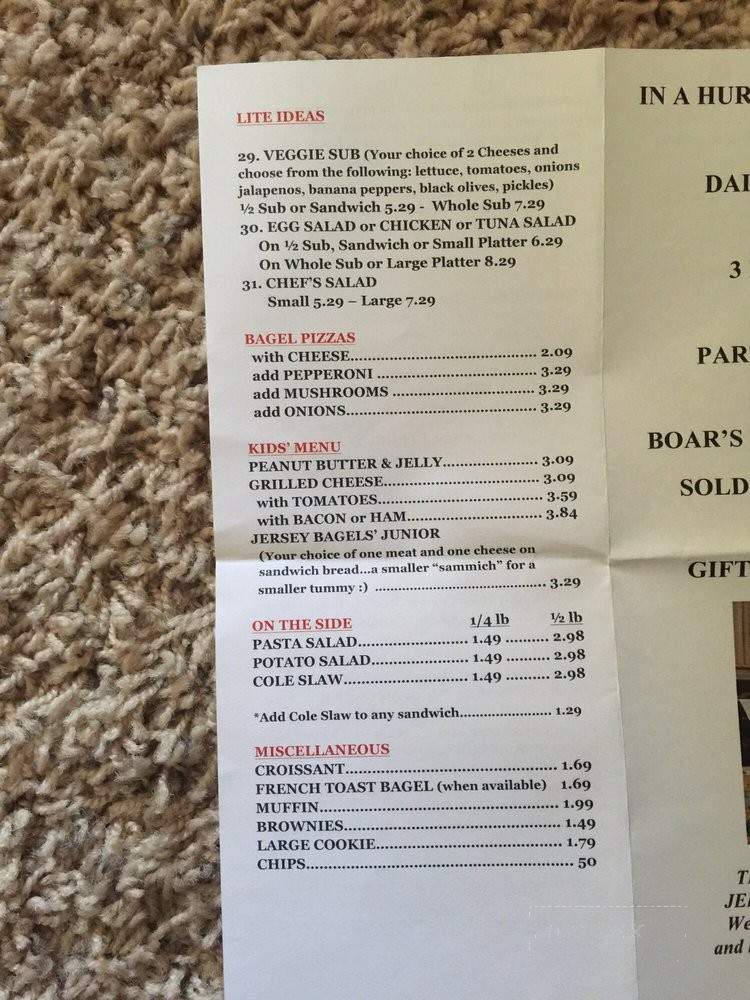 LITE IDEAS
29. VEGGIE SUB (Your choice of 2 Cheeses and
choose from the following: lettuce, tomatoes, onions
jalapenos, banana peppers, black olives, pickles)
½ Sub or Sandwich 5.29 - Whole Sub 7.29
30. EGG SALAD or CHICKEN or TUNA SALAD
On ½ Sub, Sandwich or Small Platter 6.29
On Whole Sub or Large Platter 8.29
31. CHEF'S SALAD
Small 5.29 – Large 7.29
BAGEL PIZZAS
with CHEESE............................................ 2.09
add PEPPERONI ...................................... 3.29
add MUSHROOMS .................................. 3.29
add ONIONS.............................................. 3.29
KIDS' MENU
PEANUT BUTTER & JELLY....................... 3.09
GRILLED CHEESE...................................... 3.09
with TOMATOES........................................ 3.59
with BACON or HAM................................. 3.84
JERSEY BAGELS' JUNIOR
(Your choice of one meat and one cheese on
sandwich bread...a smaller "sammich" for a
smaller tummy :) ......................................... 3.29
ON THE SIDE 1/4 lb ½ lb
PASTA SALAD.......................... 1.49 .......... 2.98
POTATO SALAD....................... 1.49 .......... 2.98
COLE SLAW.............................. 1.49 .......... 2.98
*Add Cole Slaw to any sandwich...................... 1.29
MISCELLANEOUS
CROISSANT................................................... 1.69
FRENCH TOAST BAGEL (when available) 1.69
MUFFIN......................................................... 1.99
BROWNIES.................................................... 1.49
LARGE COOKIE............................................ 1.79
CHIPS................................................................ 50
IN A HUR
DAI
3
PAR
BOAR'S
SOLD
GIFT
JE
We
and